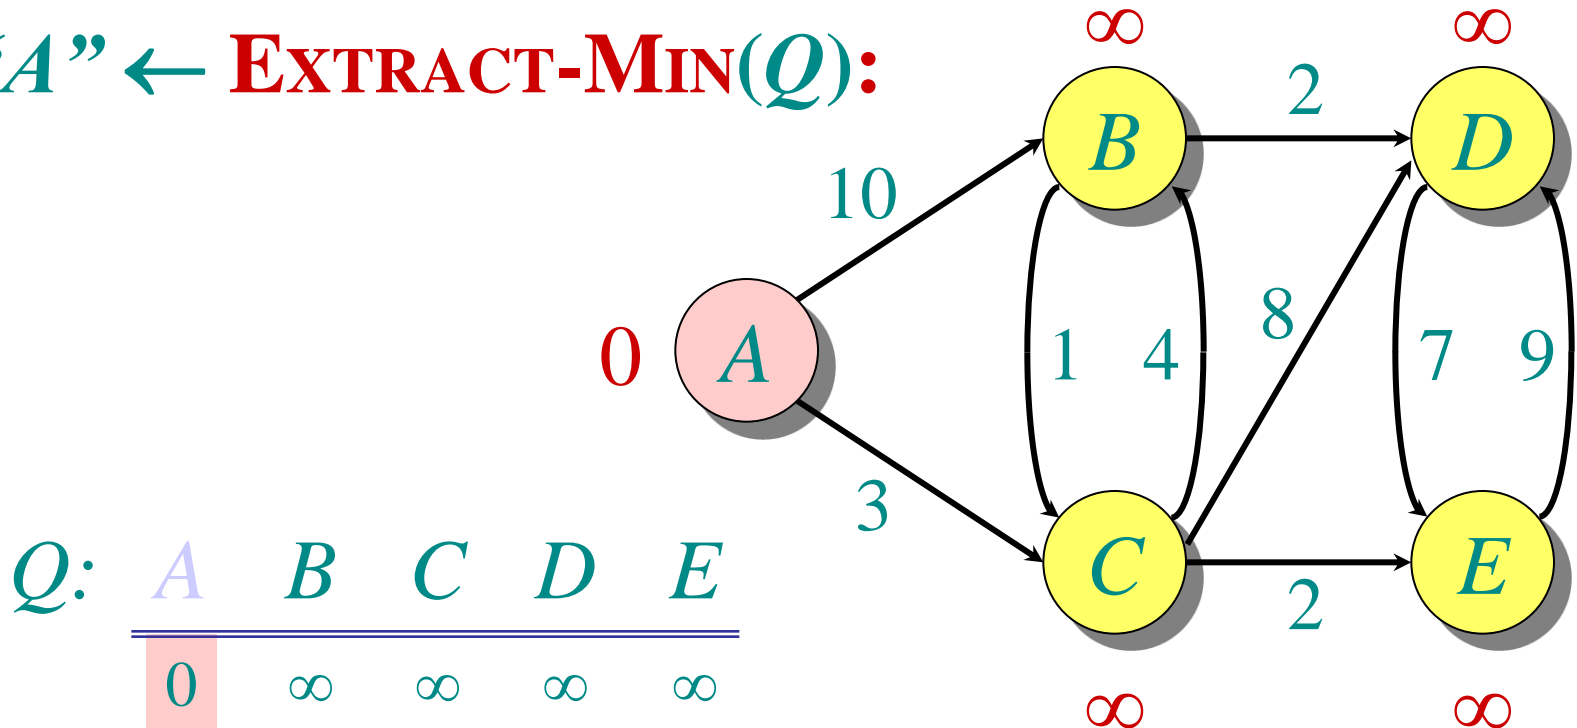 “A” ← EXTRACT-MIN(Q):
∞ ∞
B 2 D
10
0 A 1 4 8 7 9
3
C 2 E
∞ ∞
Q: A B C D E
0 ∞ ∞ ∞ ∞